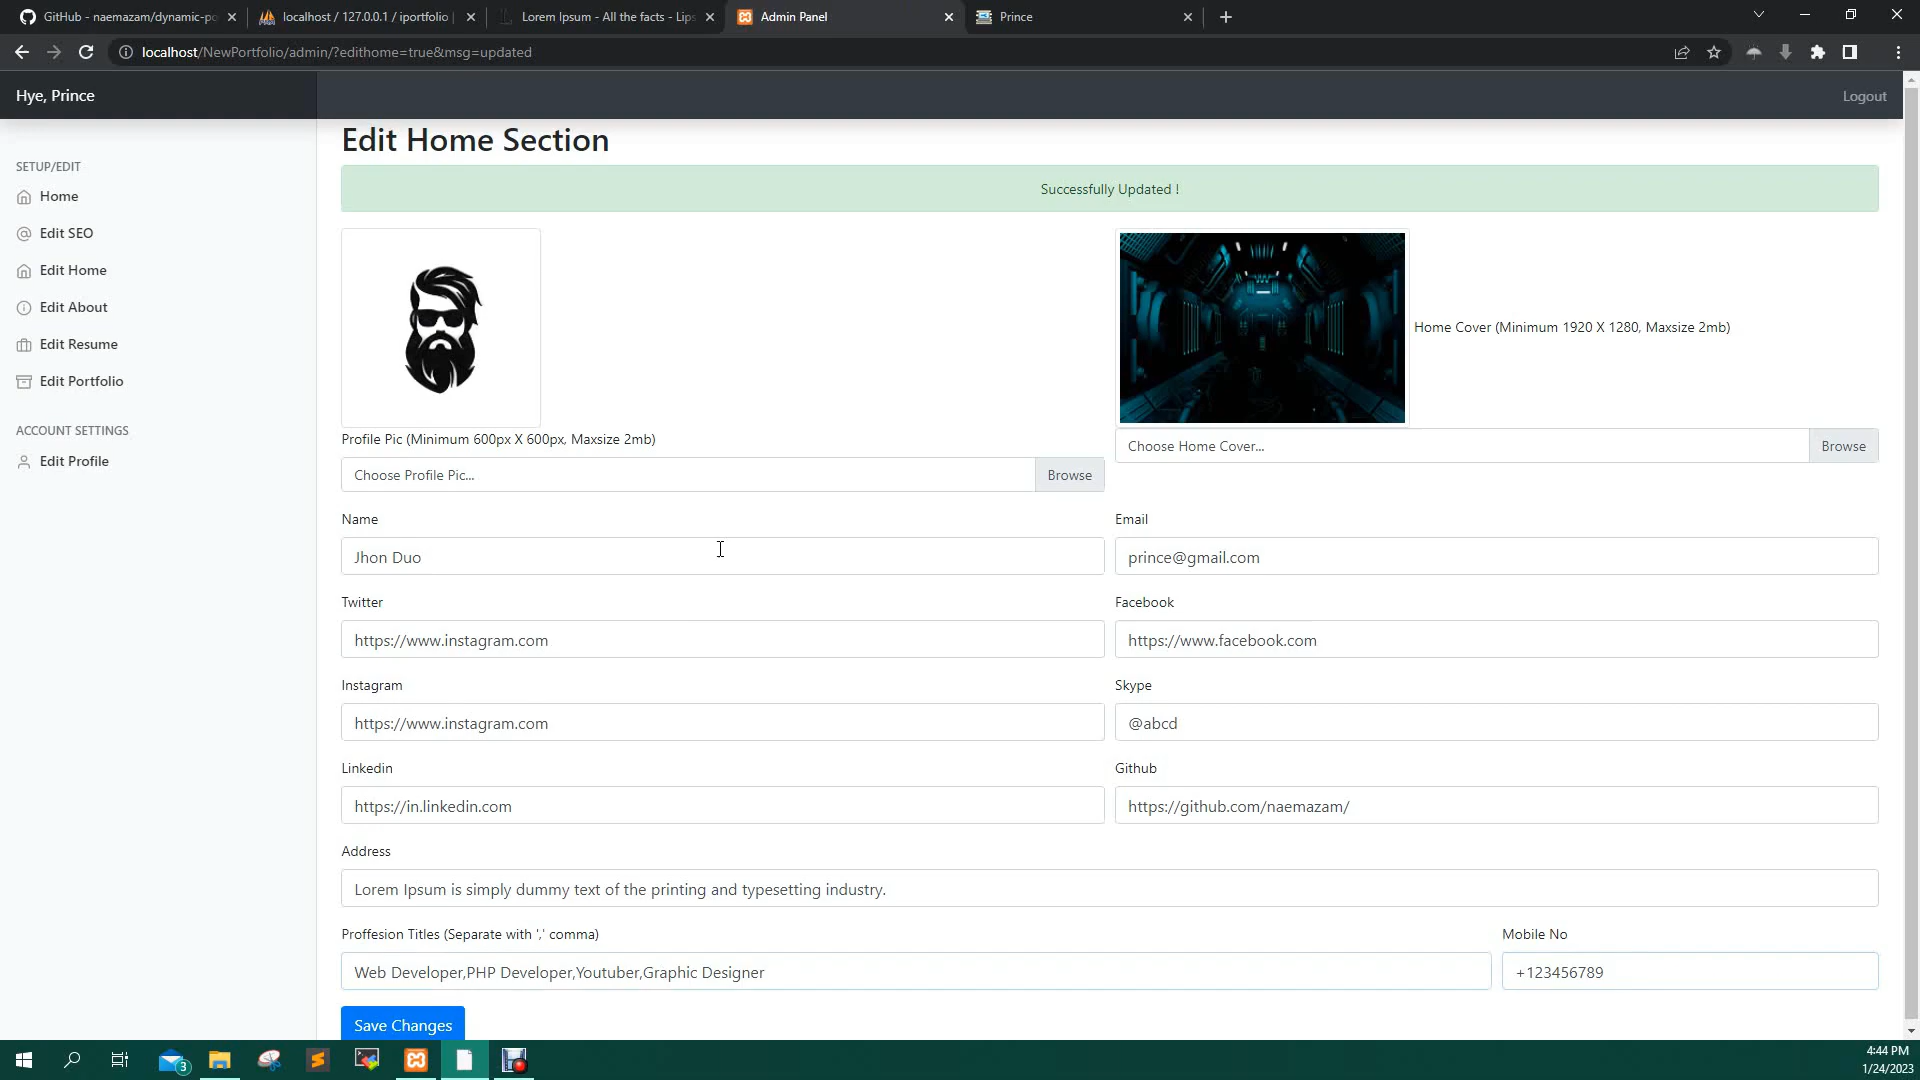 GitHub - naemazam/dynamic-po
localhost / 127.0.0.1 / iportfolio
Lorem Ipsum - All the facts - Lips
Admin Panel
Prince
localhost/NewPortfolio/admin/?edithome=true&msg=updated
Hye, Prince
Logout
SETUP/EDIT
Home
Edit SEO
Edit Home
Edit About
Edit Resume
Edit Portfolio
ACCOUNT SETTINGS
Edit Profile
Edit Home Section
Successfully Updated !
Home Cover (Minimum 1920 X 1280, Maxsize 2mb)
Profile Pic (Minimum 600px X 600px, Maxsize 2mb)
Choose Home Cover... Browse
Choose Profile Pic... Browse
Name Email
Jhon Duo prince@gmail.com
Twitter Facebook
https://www.instagram.com https://www.facebook.com
Instagram Skype
https://www.instagram.com @abcd
Linkedin Github
https://in.linkedin.com https://github.com/naemazam/
Address
Lorem Ipsum is simply dummy text of the printing and typesetting industry.
Proffesion Titles (Separate with ',' comma) Mobile No
Web Developer,PHP Developer,Youtuber,Graphic Designer +123456789
Save Changes
3
4:44 PM
1/24/2023